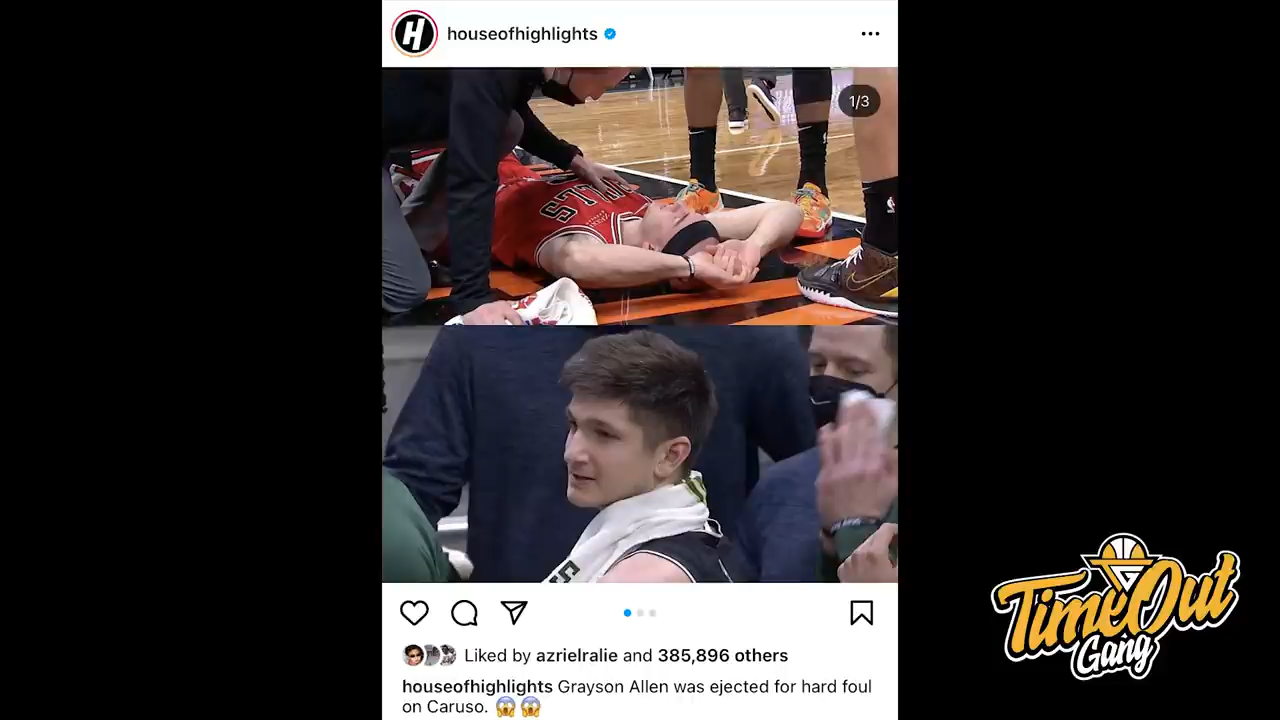 houseofhighlights
1/3
BULLS
Liked by azrielralie and 385,896 others
houseofhighlights Grayson Allen was ejected for hard foul
on Caruso. 😱😱
TimeOut
Gang